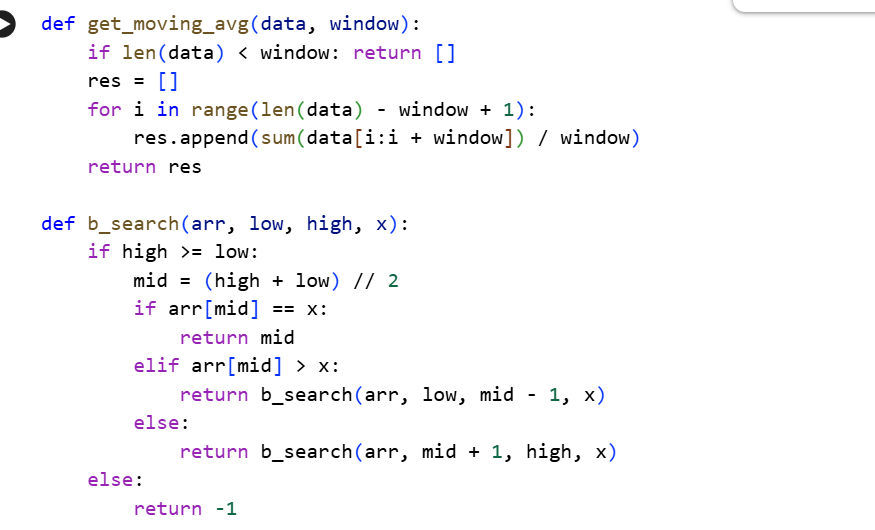 def get_moving_avg(data, window):
    if len(data) < window: return []
    res = []
    for i in range(len(data) - window + 1):
        res.append(sum(data[i:i + window]) / window)
    return res

def b_search(arr, low, high, x):
    if high >= low:
        mid = (high + low) // 2
        if arr[mid] == x:
            return mid
        elif arr[mid] > x:
            return b_search(arr, low, mid - 1, x)
        else:
            return b_search(arr, mid + 1, high, x)
    else:
        return -1